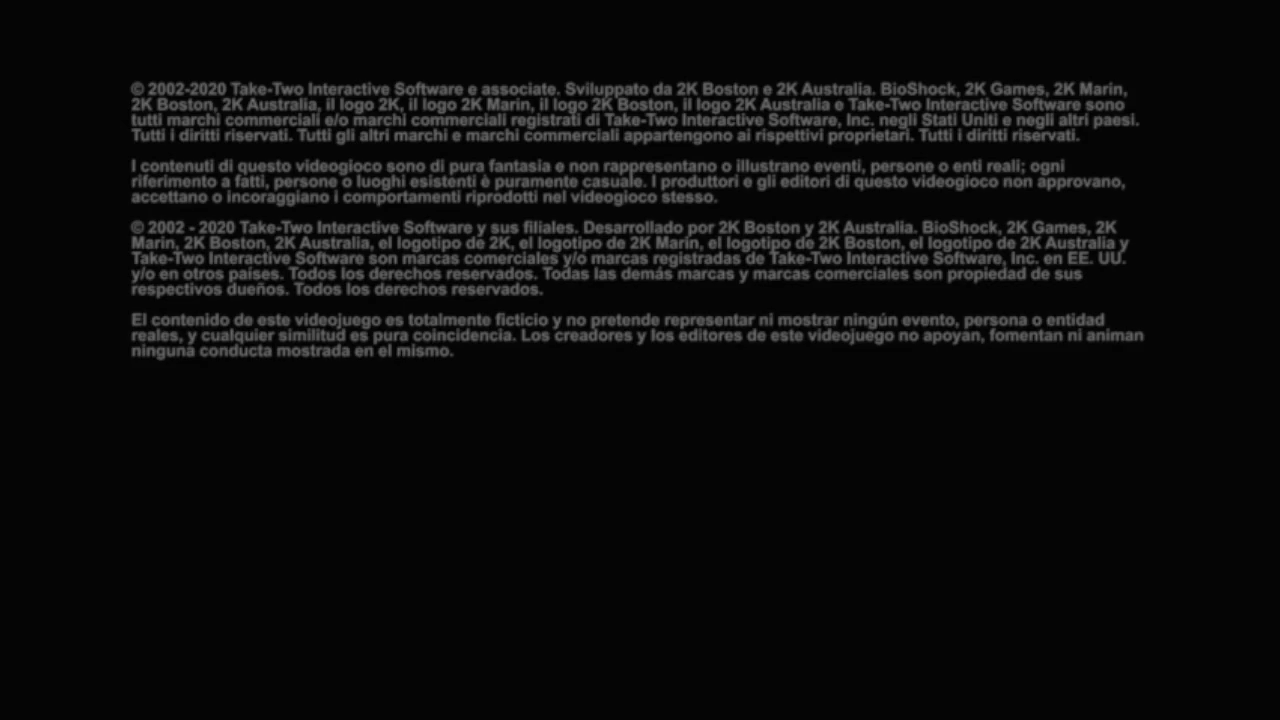 © 2002-2020 Take-Two Interactive Software e associate. Sviluppato da 2K Boston e 2K Australia. BioShock, 2K Games, 2K Marin,
2K Boston, 2K Australia, il logo 2K, il logo 2K Marin, il logo 2K Boston, il logo 2K Australia e Take-Two Interactive Software sono
tutti marchi commerciali e/o marchi commerciali registrati di Take-Two Interactive Software, Inc. negli Stati Uniti e negli altri paesi.
Tutti i diritti riservati. Tutti gli altri marchi e marchi commerciali appartengono ai rispettivi proprietari. Tutti i diritti riservati.
I contenuti di questo videogioco sono di pura fantasia e non rappresentano o illustrano eventi, persone o enti reali; ogni
riferimento a fatti, persone o luoghi esistenti è puramente casuale. I produttori e gli editori di questo videogioco non approvano,
accettano o incoraggiano i comportamenti riprodotti nel videogioco stesso.
© 2002 - 2020 Take-Two Interactive Software y sus filiales. Desarrollado por 2K Boston y 2K Australia. BioShock, 2K Games, 2K
Marin, 2K Boston, 2K Australia, el logotipo de 2K, el logotipo de 2K Marin, el logotipo de 2K Boston, el logotipo de 2K Australia y
Take-Two Interactive Software son marcas comerciales y/o marcas registradas de Take-Two Interactive Software, Inc. en EE. UU.
y/o en otros países. Todos los derechos reservados. Todas las demás marcas y marcas comerciales son propiedad de sus
respectivos dueños. Todos los derechos reservados.
El contenido de este videojuego es totalmente ficticio y no pretende representar ni mostrar ningún evento, persona o entidad
reales, y cualquier similitud es pura coincidencia. Los creadores y los editores de este videojuego no apoyan, fomentan ni animan
ninguna conducta mostrada en el mismo.